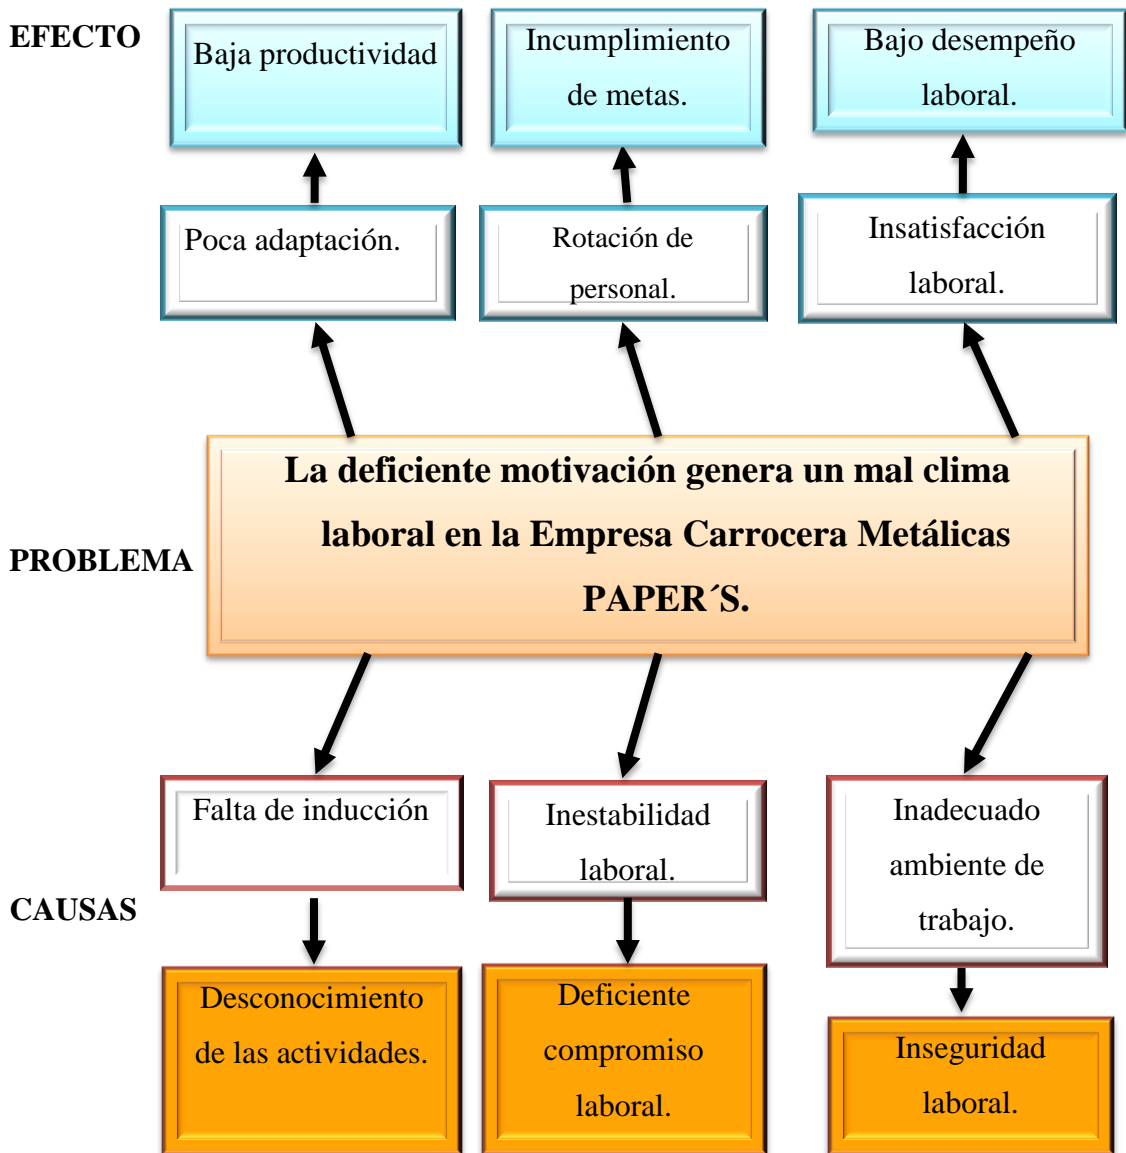 EFECTO
Baja productividad
Incumplimiento
de metas.
Bajo desempeño
laboral.
Poca adaptación.
Rotación de
personal.
Insatisfacción
laboral.
PROBLEMA
La deficiente motivación genera un mal clima
laboral en la Empresa Carrocera Metálicas
PAPER´S.
CAUSAS
Falta de inducción
Inestabilidad
laboral.
Inadecuado
ambiente de
trabajo.
Desconocimiento
de las actividades.
Deficiente
compromiso
laboral.
Inseguridad
laboral.